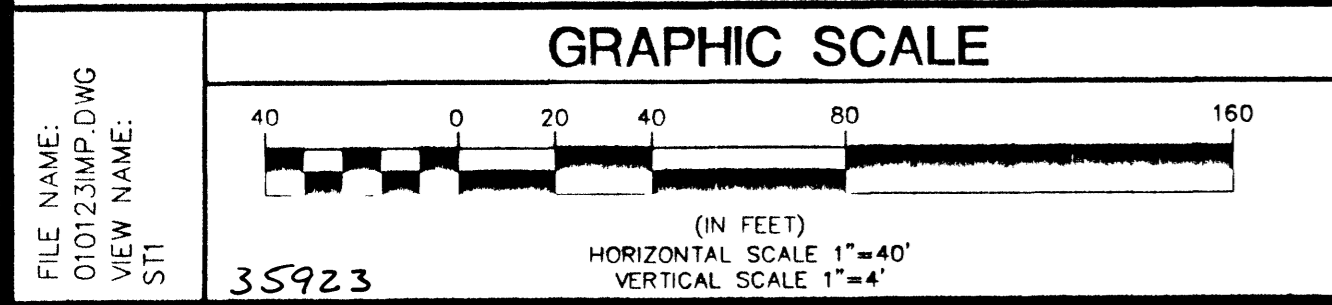 FILE NAME:
010123IMP.DWG
VIEW NAME:
ST1
GRAPHIC SCALE
40 0 20 40 80 160
(IN FEET)
HORIZONTAL SCALE 1"=40'
VERTICAL SCALE 1"=4'
35923